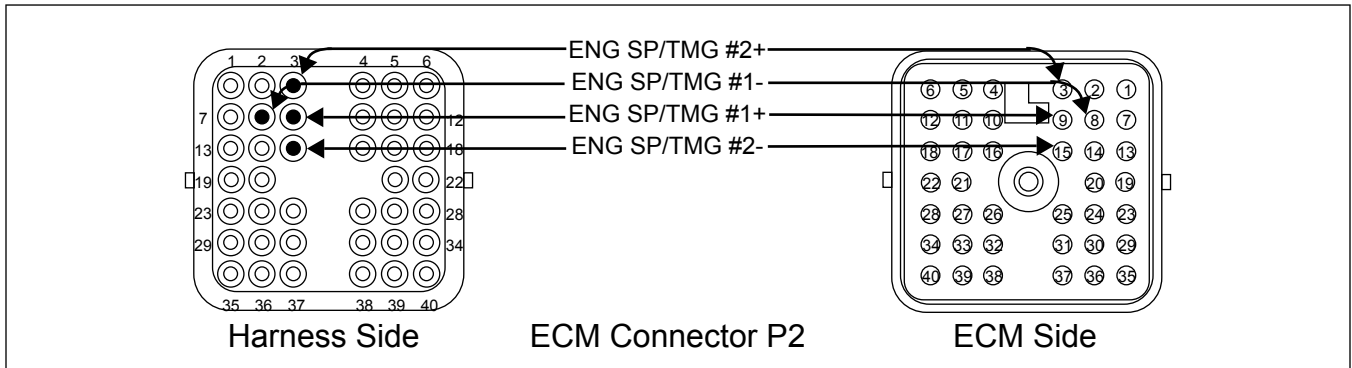 ENG SP/TMG #2+
ENG SP/TMG #1-
ENG SP/TMG #1+
ENG SP/TMG #2-
1 2 3 4 5 6
7 12
13 18
19 22
23 28
29 34
35 36 37 38 39 40
6 5 4 3 2 1
12 11 10 9 8 7
18 17 16 15 14 13
22 21 20 19
28 27 26 25 24 23
34 33 32 31 30 29
40 39 38 37 36 35
Harness Side ECM Connector P2 ECM Side